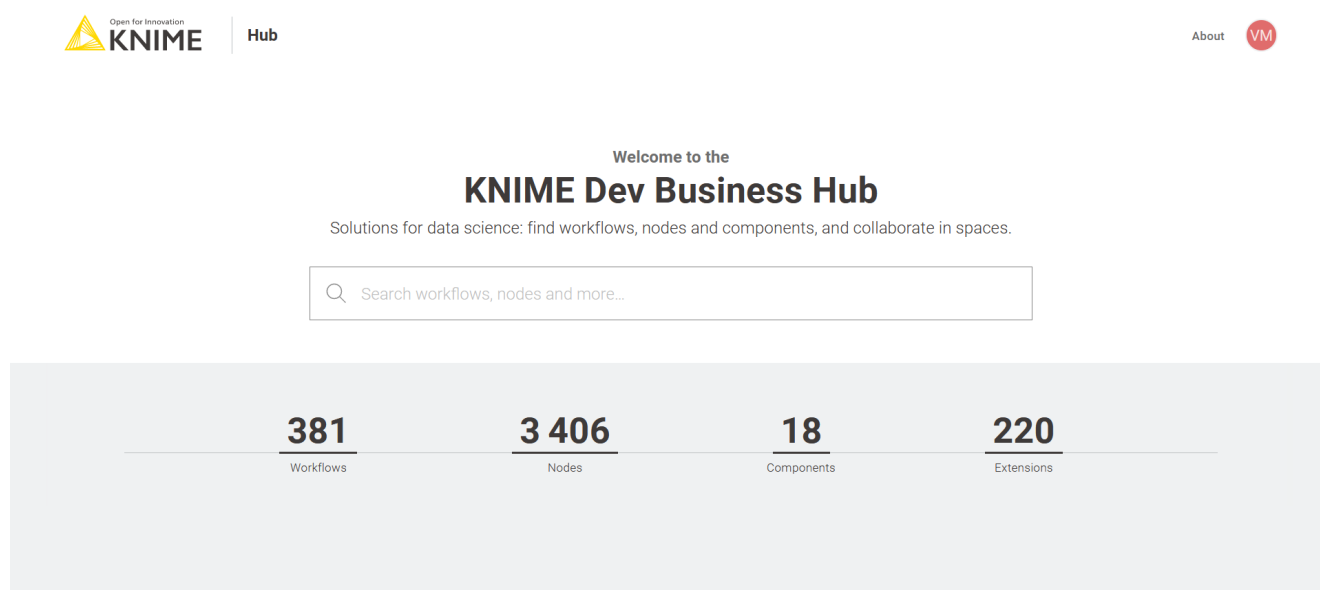 Open for Innovation
KNIME
Hub
About
VM
Welcome to the
KNIME Dev Business Hub
Solutions for data science: find workflows, nodes and components, and collaborate in spaces.
Search workflows, nodes and more...
381
3 406
18
220
Workflows
Nodes
Components
Extensions